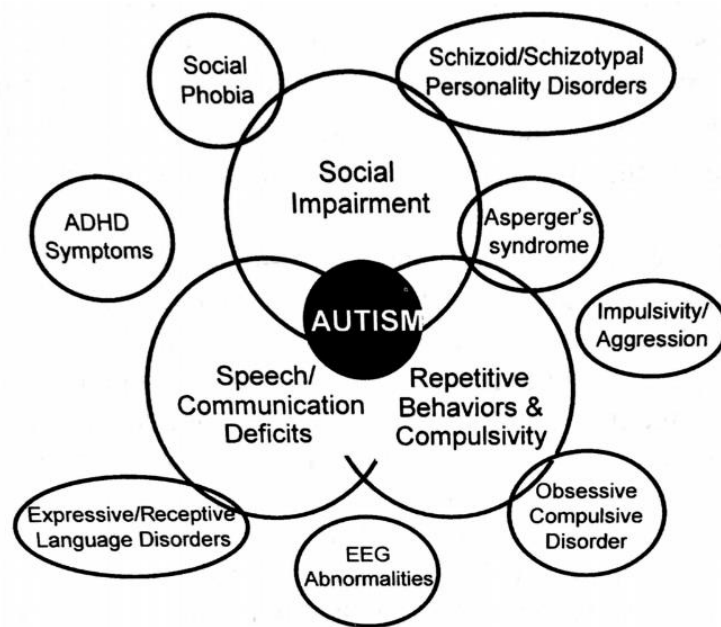 Social
Phobia
Schizoid/Schizotypal
Personality Disorders
Social
Impairment
ADHD
Symptoms
Asperger's
syndrome
AUTISM
Impulsivity/
Aggression
Speech/
Communication
Deficits
Repetitive
Behaviors &
Compulsivity
Expressive/Receptive
Language Disorders
EEG
Abnormalities
Obsessive
Compulsive
Disorder